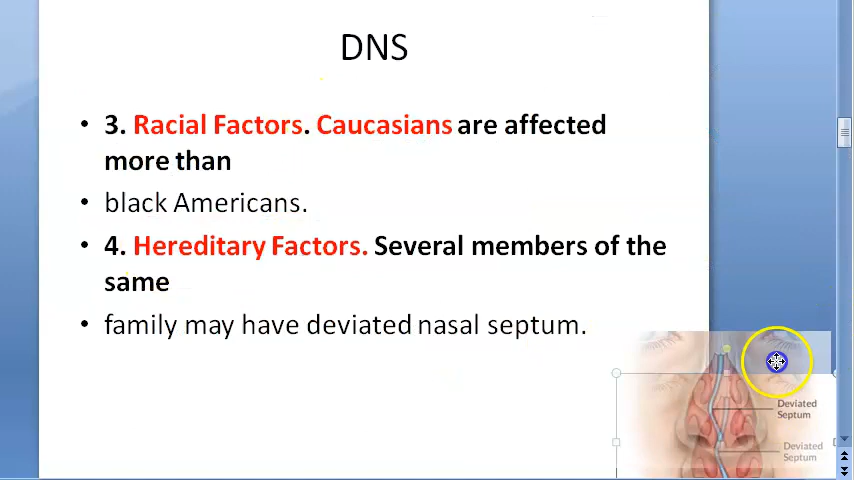 DNS
• 3. Racial Factors. Caucasians are affected
more than
• black Americans.
• 4. Hereditary Factors. Several members of the
same
• family may have deviated nasal septum.
Deviated
Septum
Deviated
Septum